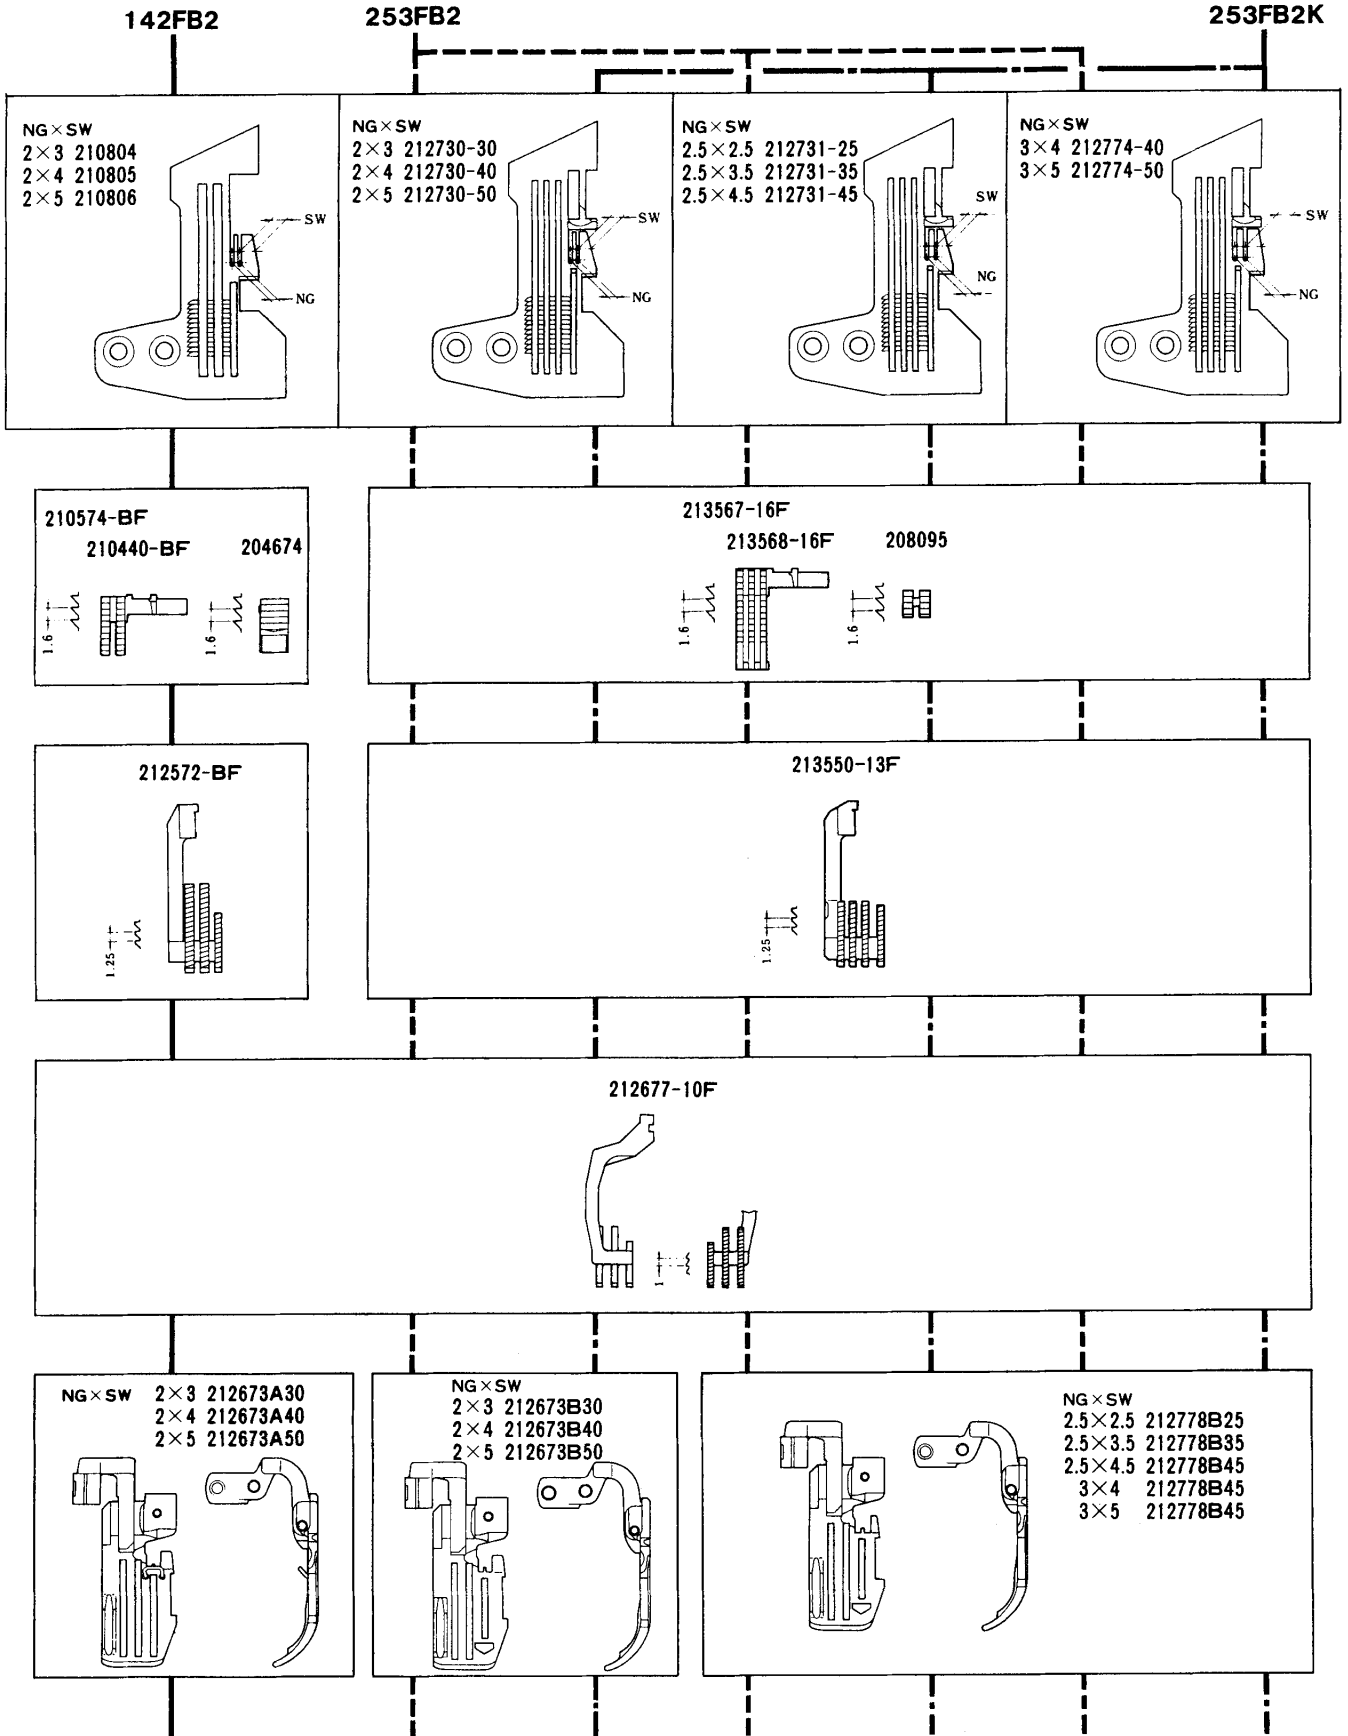 142FB2
253FB2
253FB2K
NG×SW
2×3 210804
2×4 210805
2×5 210806
SW
NG
NG×SW
2×3 212730-30
2×4 212730-40
2×5 212730-50
SW
NG
NG×SW
2.5×2.5 212731-25
2.5×3.5 212731-35
2.5×4.5 212731-45
SW
NG
NG×SW
3×4 212774-40
3×5 212774-50
SW
NG
210574-BF
210440-BF 204674
1.6
1.6
213567-16F
213568-16F 208095
1.6
1.6
212572-BF
1.25
213550-13F
1.25
212677-10F
1
NG×SW 2×3 212673A30
2×4 212673A40
2×5 212673A50
NG×SW
2×3 212673B30
2×4 212673B40
2×5 212673B50
NG×SW
2.5×2.5 212778B25
2.5×3.5 212778B35
2.5×4.5 212778B45
3×4 212778B45
3×5 212778B45